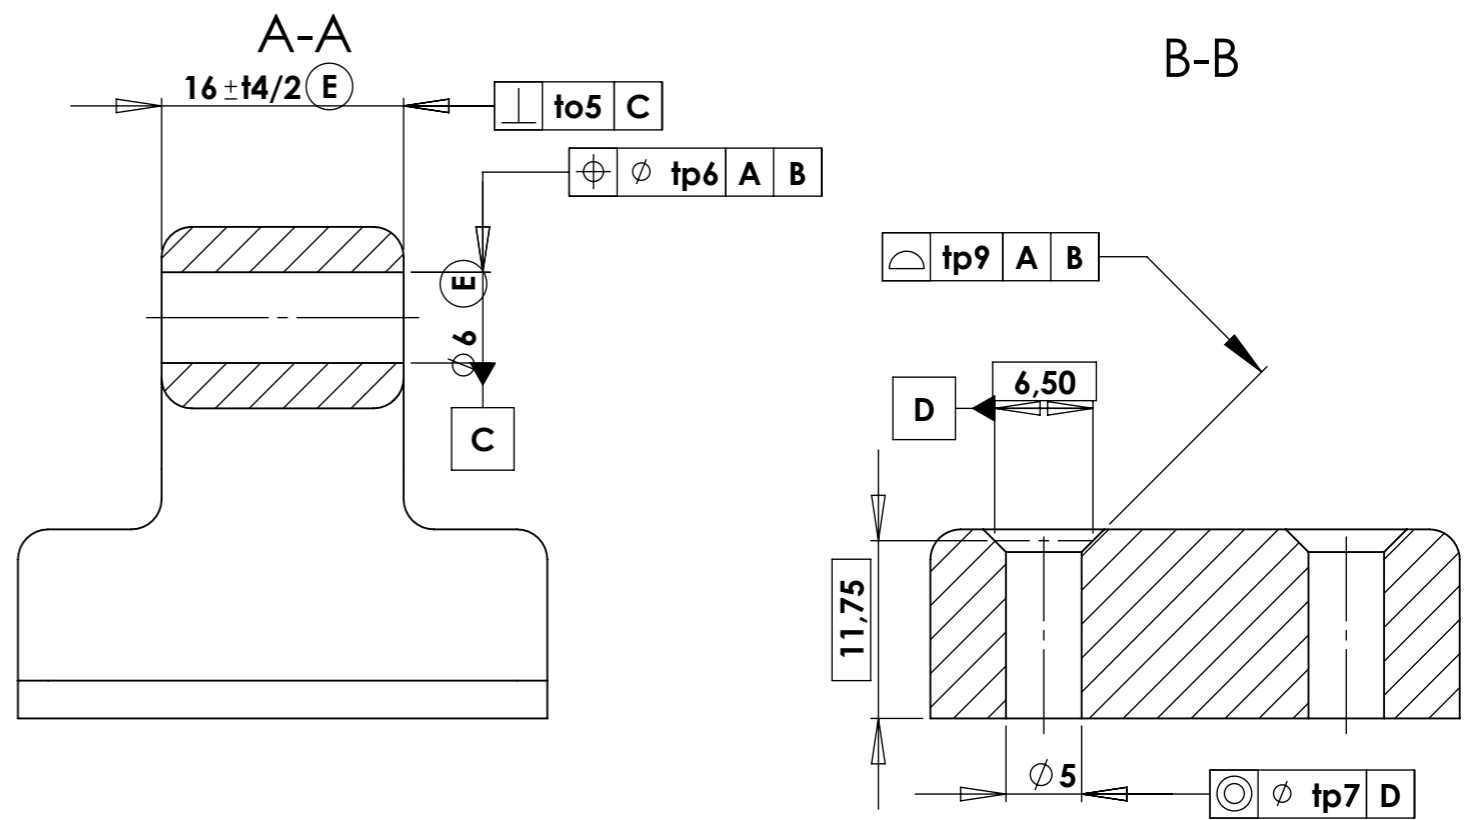 A-A
16 ±t4/2 Ⓔ
⊥ to5 C
⌖ ⌀ tp6 A B
⌀6 Ⓔ
C
B-B
⌓ tp9 A B
D
6,50
11,75
⌀5
◎ ⌀ tp7 D